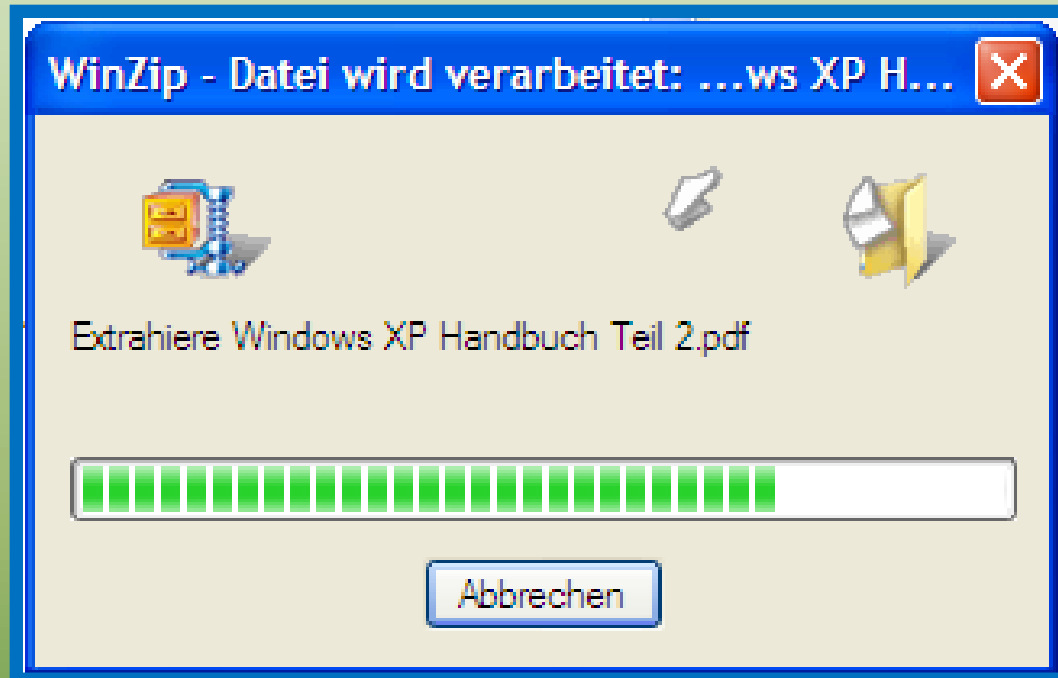 WinZip - Datei wird verarbeitet: ...ws XP H...
Extrahiere Windows XP Handbuch Teil 2.pdf
Abbrechen